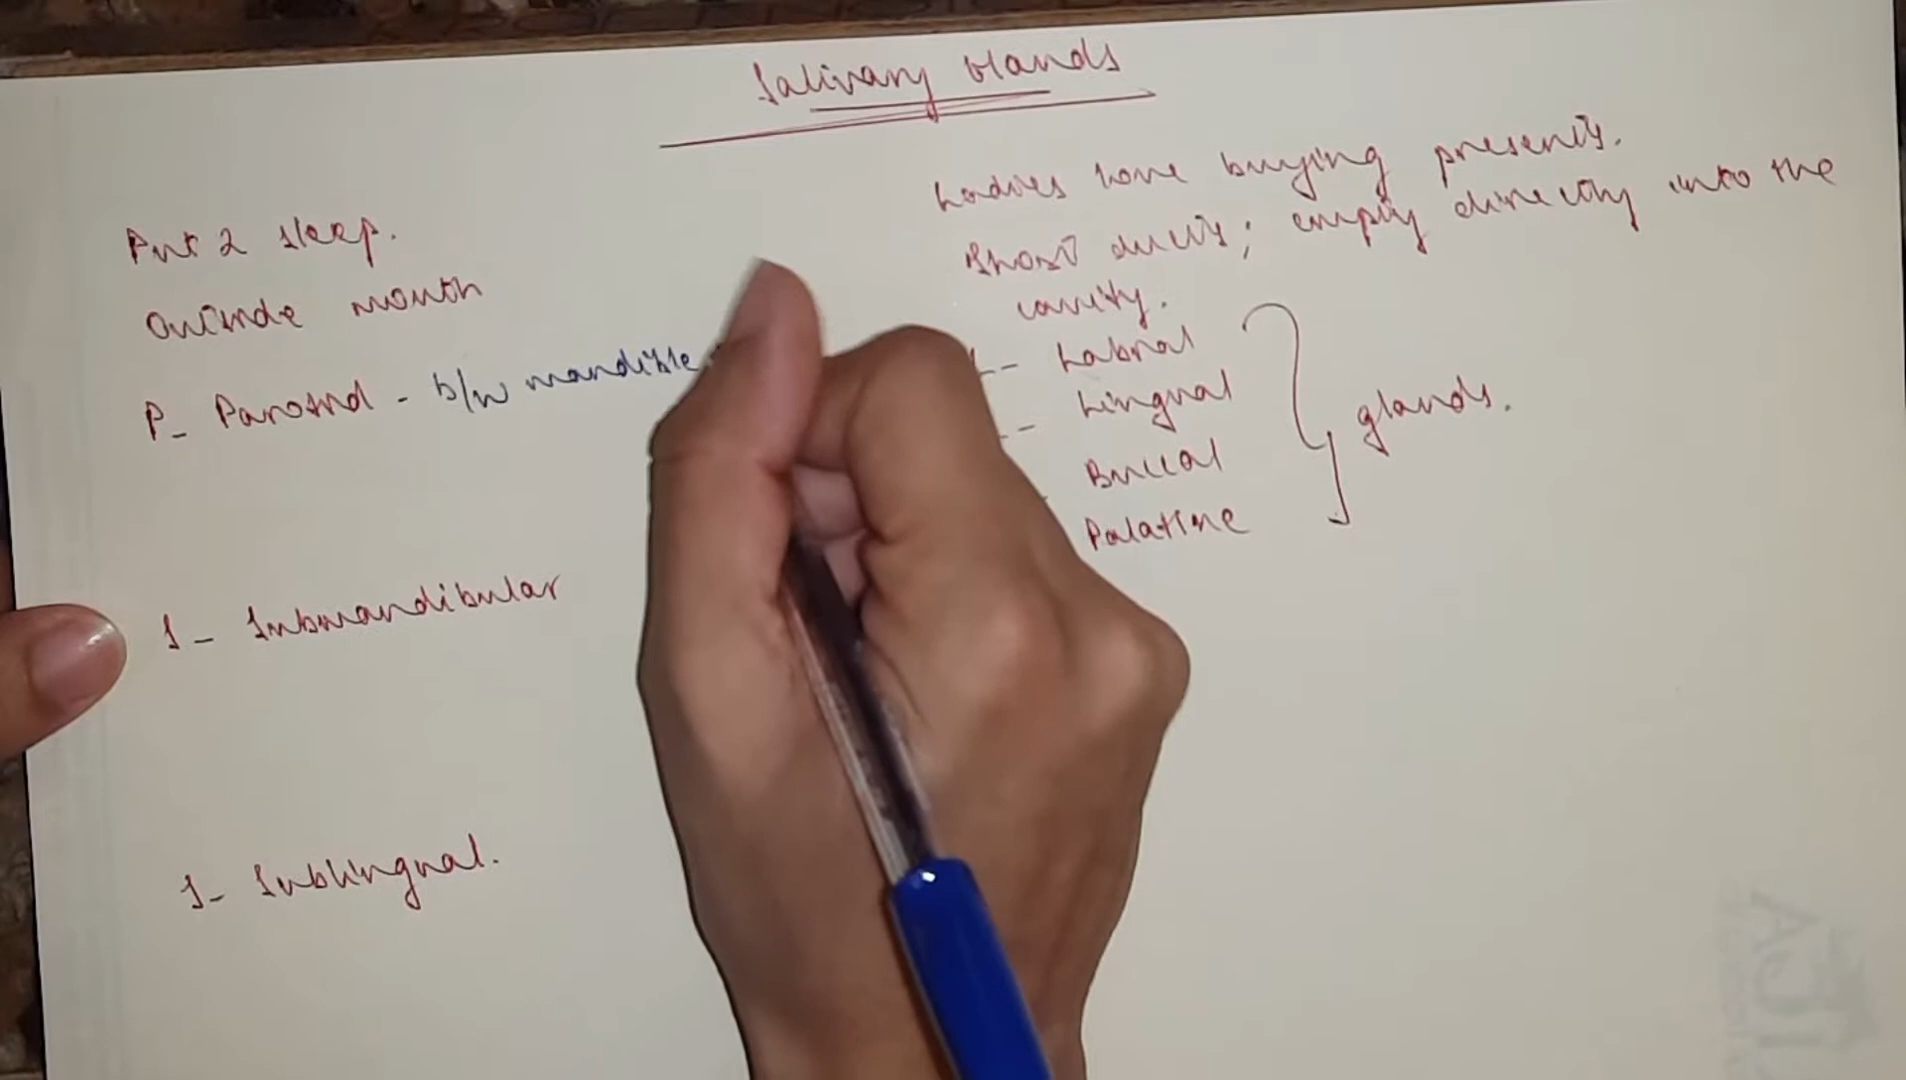 Salivary Glands
Put 2 sleep.
Outside mouth
P- Parotid - b/w mandible
S- Submandibular
S- Sublingual.
Ladies love buying presents.
Short ducts; empty directly into the
cavity.
L- Labial
L- Lingual
Buccal
Palatine
glands.